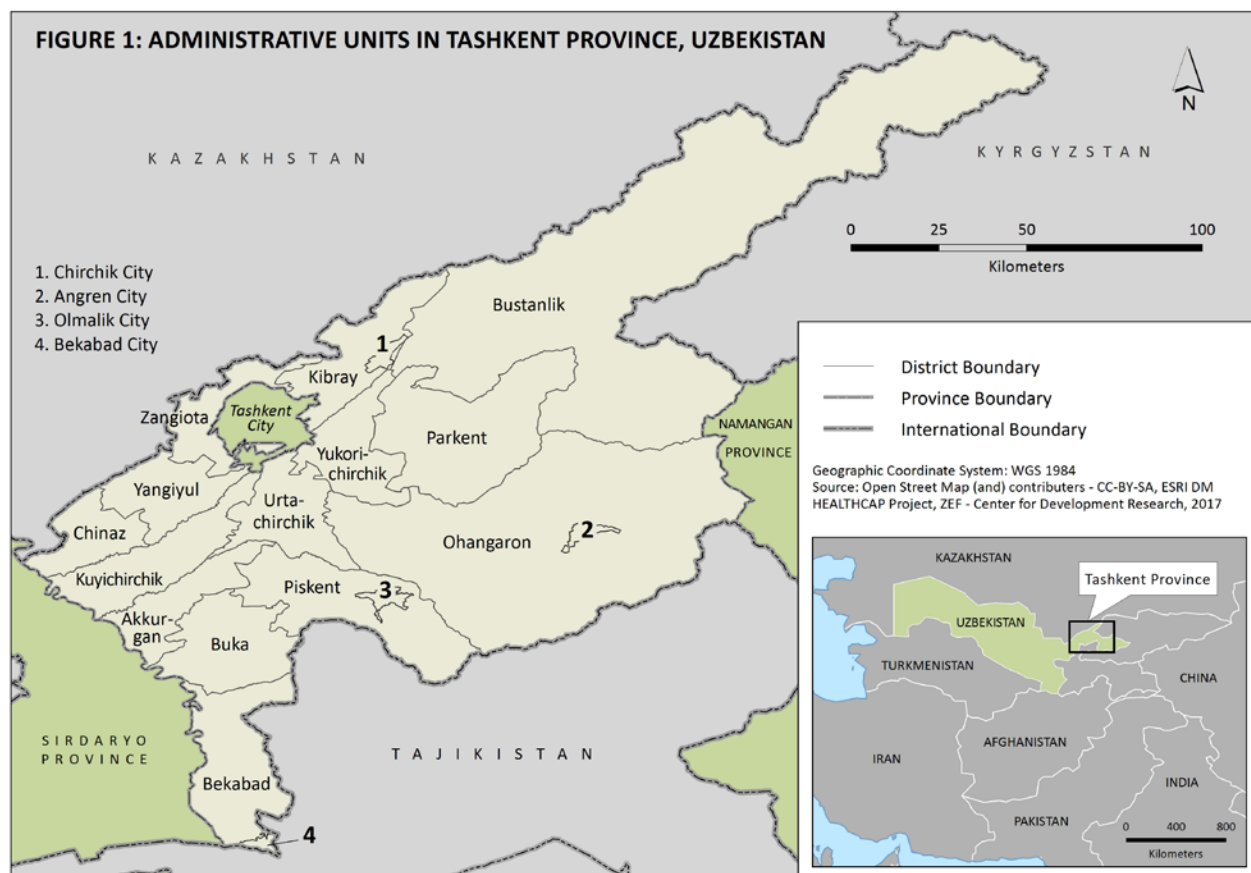 FIGURE 1: ADMINISTRATIVE UNITS IN TASHKENT PROVINCE, UZBEKISTAN
N
KAZAKHSTAN
KYRGYZSTAN
0 25 50 100
Kilometers
1. Chirchik City
2. Angren City
3. Olmalik City
4. Bekabad City
Bustanlik
1
Kibray
Zangiota
Tashkent
City
Parkent
NAMANGAN
PROVINCE
Yukori-
chirchik
Yangiyul
Urta-
chirchik
Chinaz
Ohangaron
2
Kuyichirchik
Piskent
3
Akkur-
gan
Buka
SIRDARYO
PROVINCE
TAJIKISTAN
Bekabad
4
District Boundary
Province Boundary
International Boundary
Geographic Coordinate System: WGS 1984
Source: Open Street Map (and) contributers - CC-BY-SA, ESRI DM
HEALTHCAP Project, ZEF - Center for Development Research, 2017
KAZAKHSTAN
Tashkent Province
UZBEKISTAN
TURKMENISTAN
CHINA
AFGHANISTAN
IRAN
INDIA
PAKISTAN
0 400 800
Kilometers